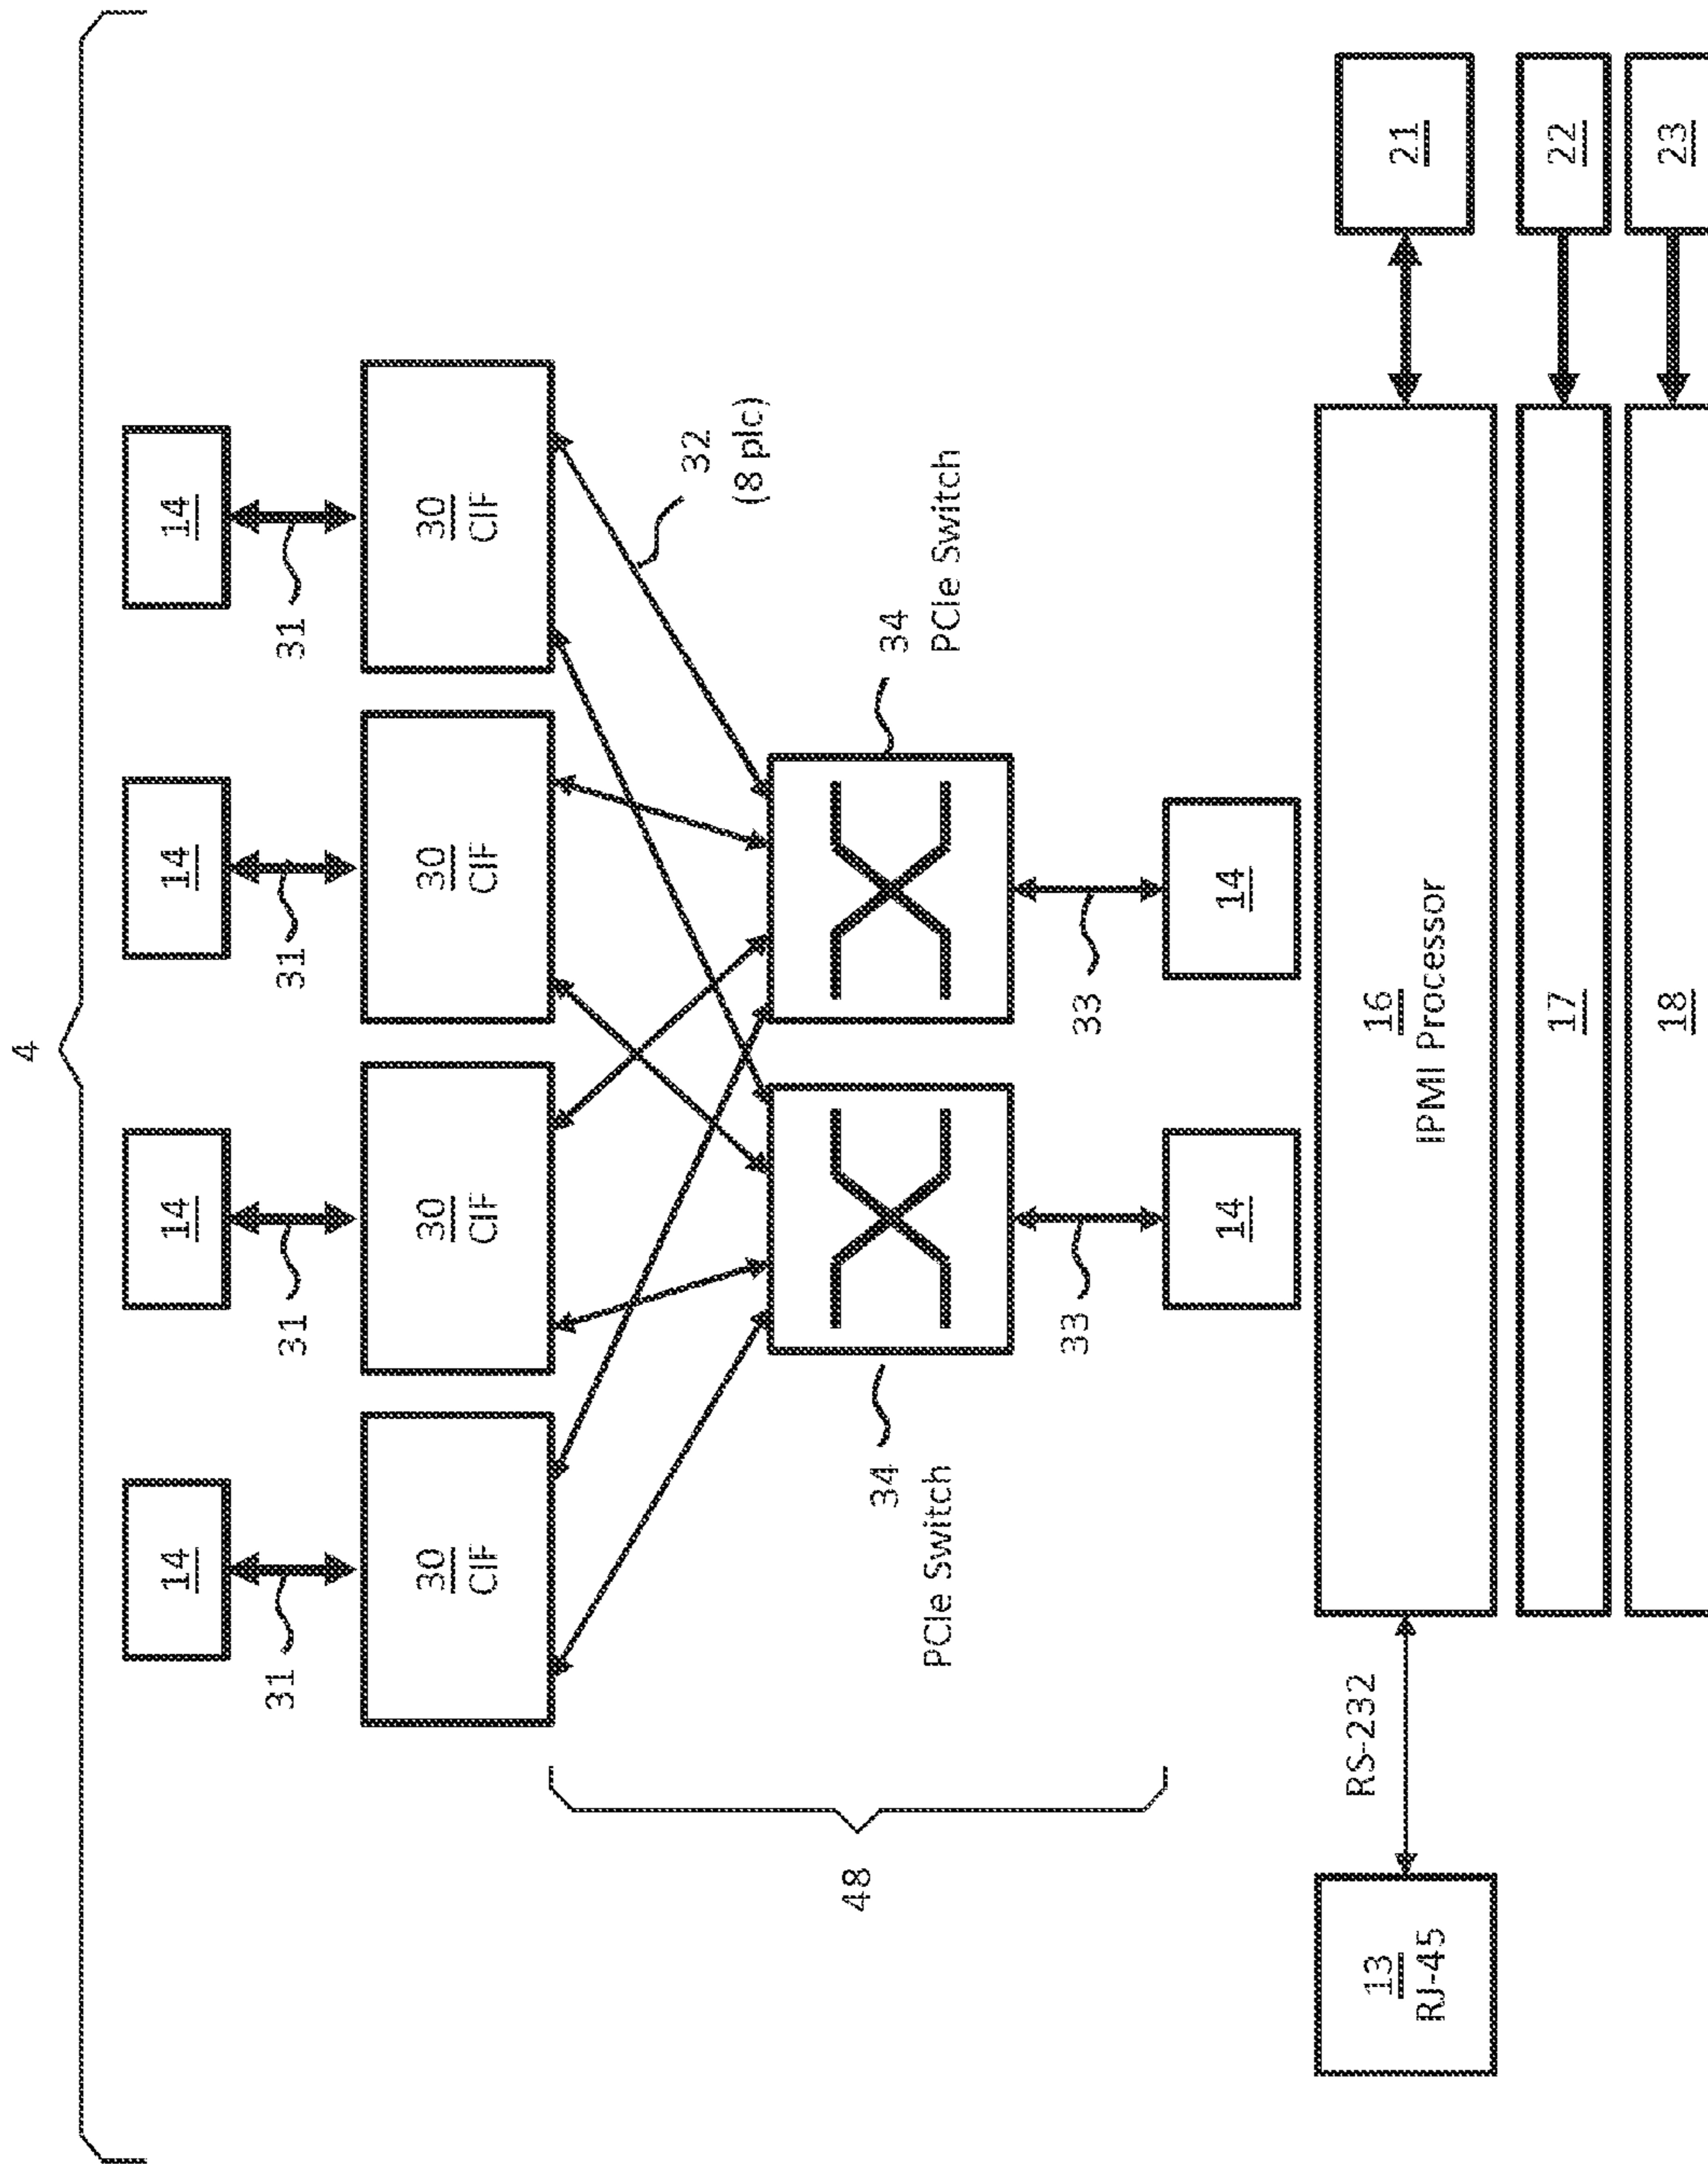 4
14
14
14
14
31
31
31
31
30
CIF
30
CIF
30
CIF
30
CIF
32
(8 plc)
34
PCIe Switch
34
PCIe Switch
48
33
33
14
14
13
RJ-45
RS-232
16
IPMI Processor
21
17
22
18
23